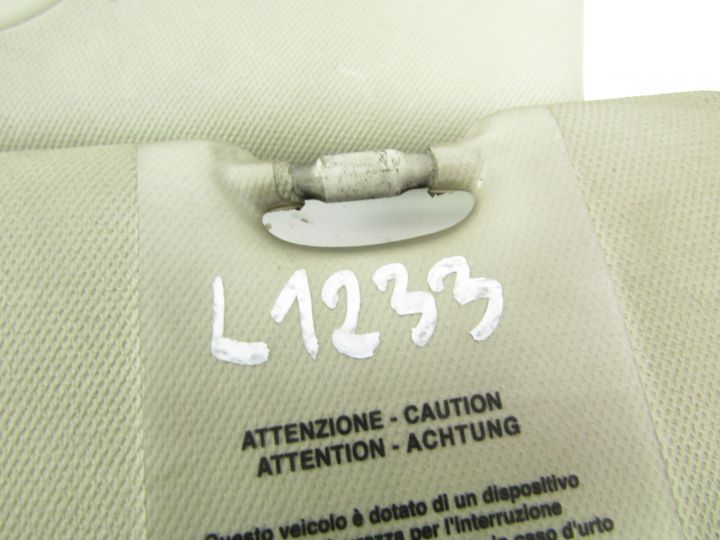 L1233
ATTENZIONE - CAUTION
ATTENTION - ACHTUNG
Questo veicolo è dotato di un dispositivo
per l'interruzione
caso d'urto